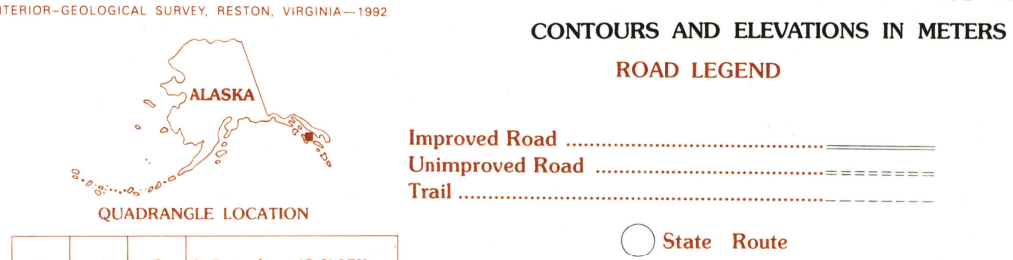 NTERIOR–GEOLOGICAL SURVEY, RESTON, VIRGINIA—1992
CONTOURS AND ELEVATIONS IN METERS
ROAD LEGEND
ALASKA
Improved Road
Unimproved Road
Trail
QUADRANGLE LOCATION
State Route